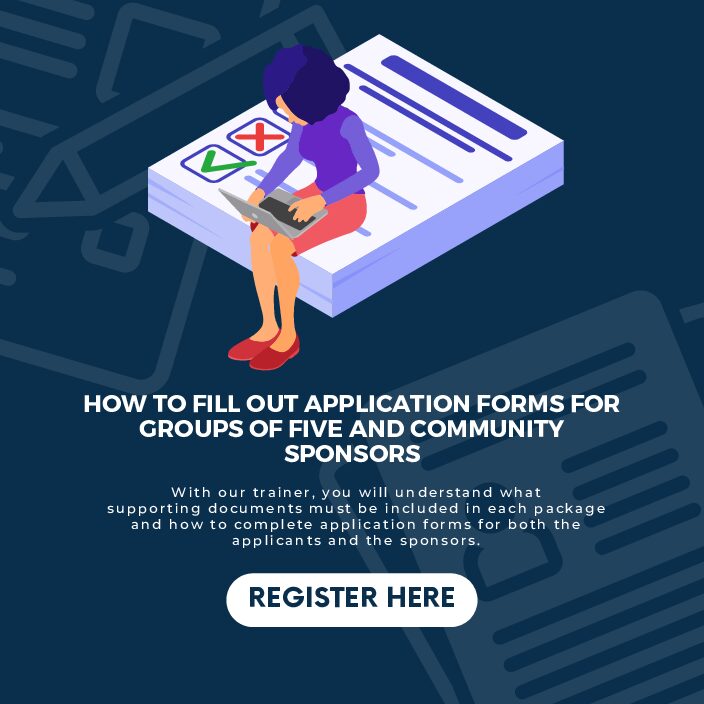 HOW TO FILL OUT APPLICATION FORMS FOR
GROUPS OF FIVE AND COMMUNITY
SPONSORS
With our trainer, you will understand what
supporting documents must be included in each package
and how to complete application forms for both the
applicants and the sponsors.
REGISTER HERE